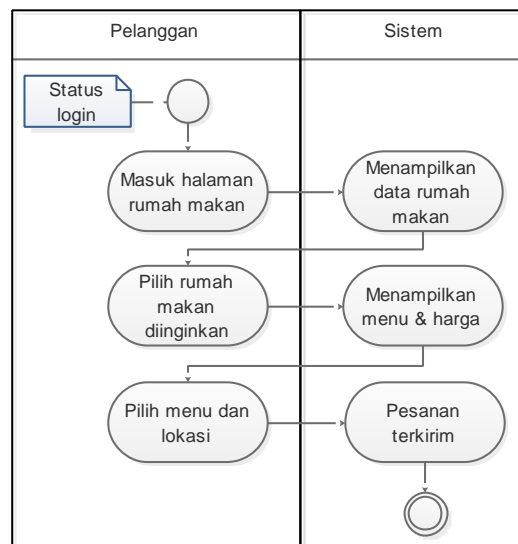 Pelanggan
Sistem
Status
login
Masuk halaman
rumah makan
Menampilkan
data rumah
makan
Pilih rumah
makan
diinginkan
Menampilkan
menu & harga
Pilih menu dan
lokasi
Pesanan
terkirim